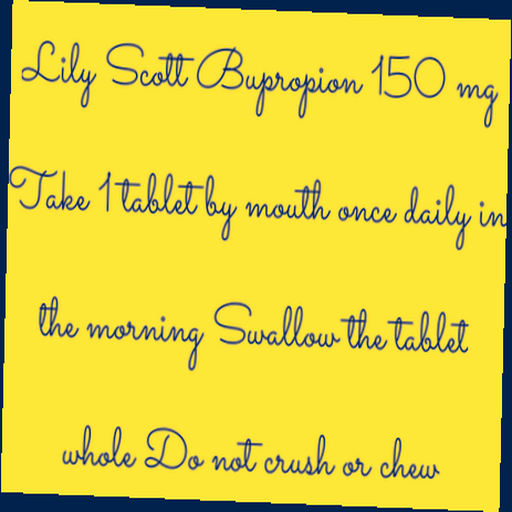 Lily Scott Bupropion 150 mg
Take 1 tablet by mouth once daily in
the morning Swallow the tablet
whole Do not crush or chew